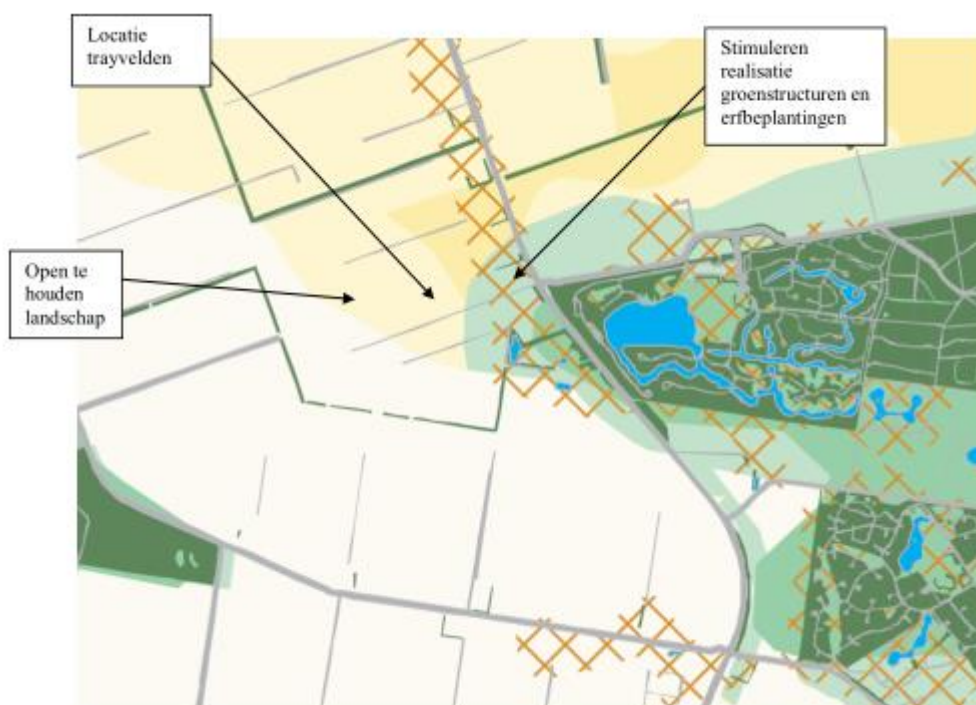 Locatie
trayvelden
Stimuleren
realisatie
groenstructuren en
erfbeplantingen
Open te
houden
landschap